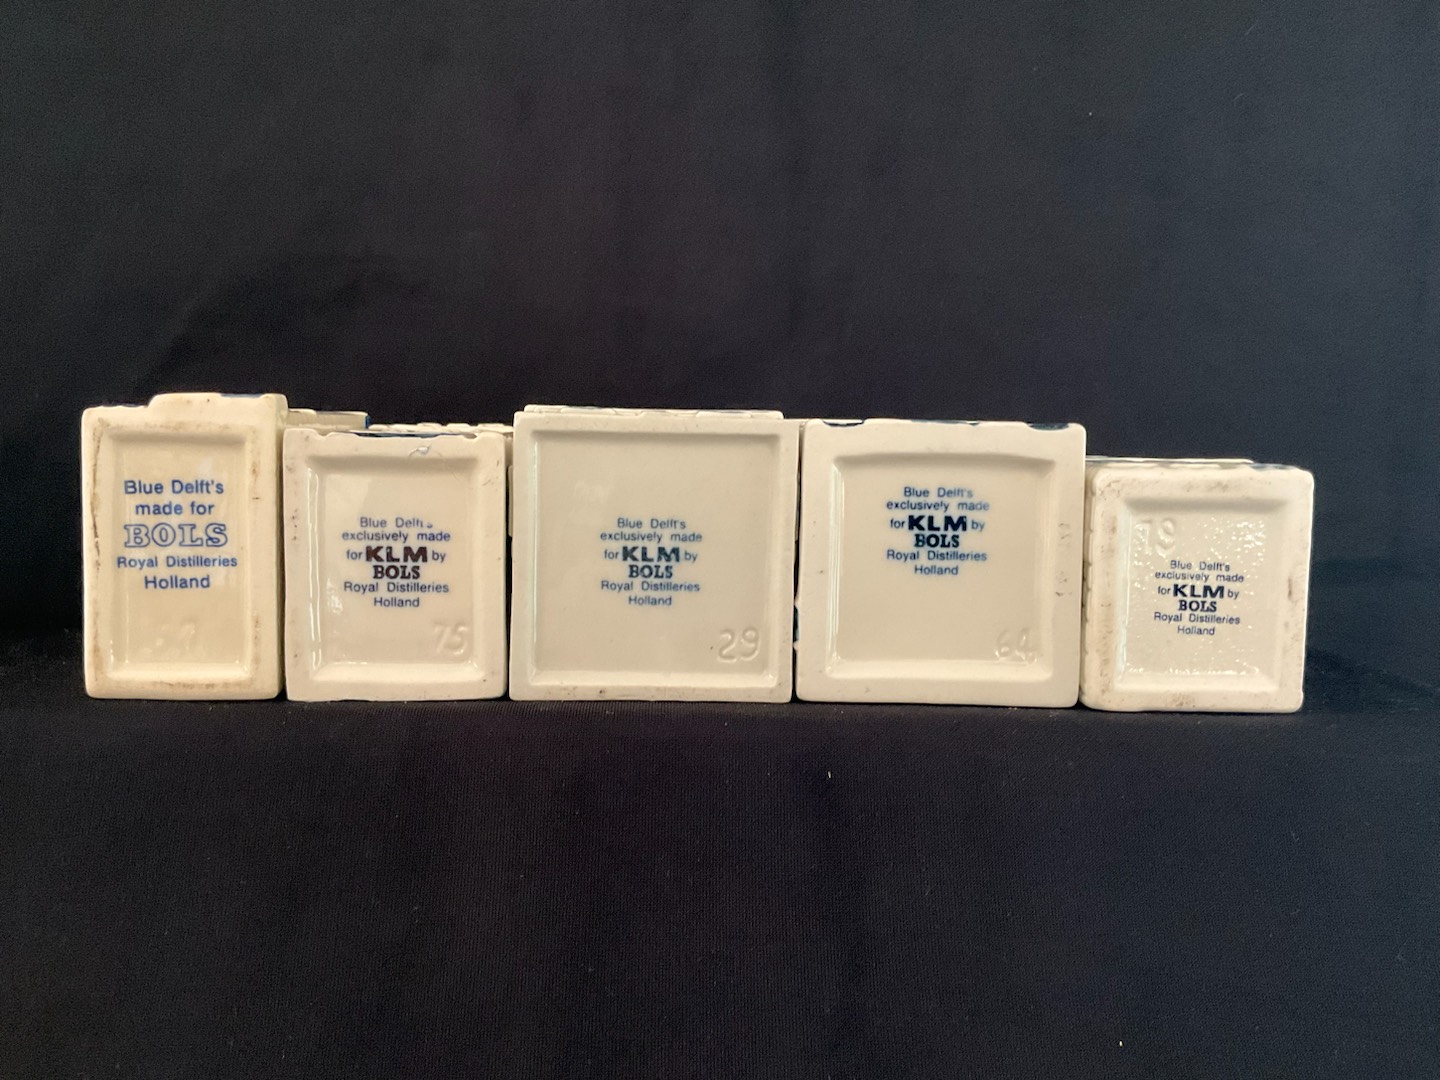 Blue Delft's
made for
BOLS
Royal Distilleries
Holland
Blue Delft's
exclusively made
for KLM by
BOLS
Royal Distilleries
Holland
75
Blue Delft's
exclusively made
for KLM by
BOLS
Royal Distilleries
Holland
29
Blue Delft's
exclusively made
for KLM by
BOLS
Royal Distilleries
Holland
64
79
Blue Delft's
exclusively made
for KLM by
BOLS
Royal Distilleries
Holland